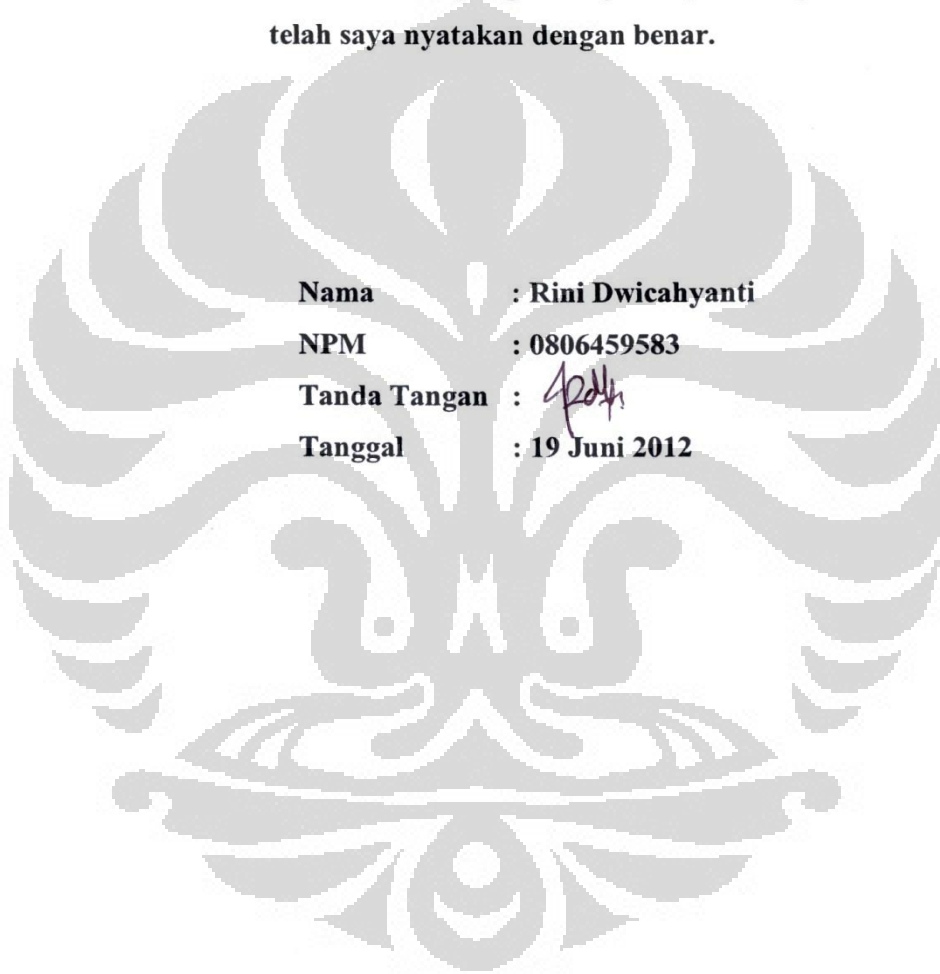 telah saya nyatakan dengan benar.
Nama : Rini Dwicahyanti
NPM : 0806459583
Tanda Tangan :
Tanggal : 19 Juni 2012